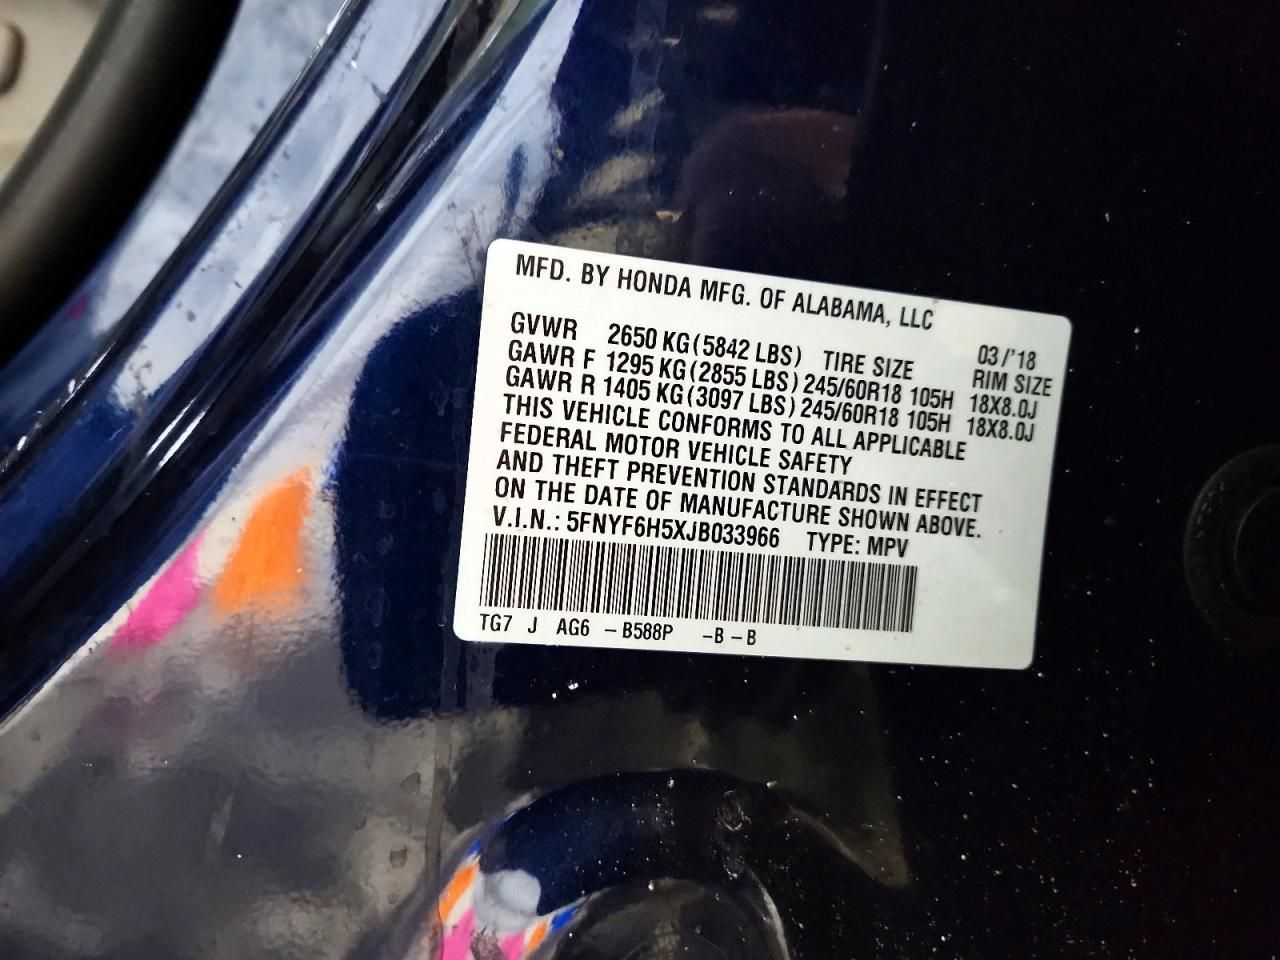 MFD. BY HONDA MFG. OF ALABAMA, LLC
03/'18
GVWR 2650 KG(5842 LBS) TIRE SIZE RIM SIZE
GAWR F 1295 KG(2855 LBS) 245/60R18 105H 18X8.0J
GAWR R 1405 KG(3097 LBS) 245/60R18 105H 18X8.0J
THIS VEHICLE CONFORMS TO ALL APPLICABLE
FEDERAL MOTOR VEHICLE SAFETY
AND THEFT PREVENTION STANDARDS IN EFFECT
ON THE DATE OF MANUFACTURE SHOWN ABOVE.
V.I.N.: 5FNYF6H5XJB033966 TYPE: MPV
TG7 J AG6 -B588P -B-B